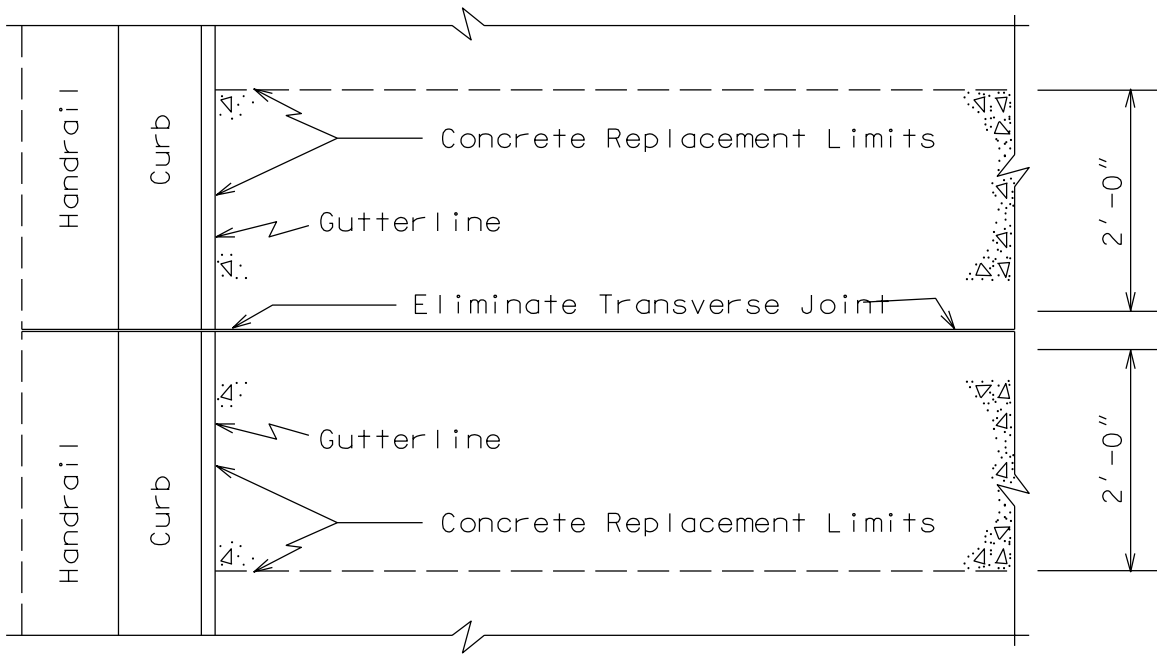 Handrail
Curb
Concrete Replacement Limits
Gutterline
2'-0"
Eliminate Transverse Joint
Handrail
Curb
Gutterline
Concrete Replacement Limits
2'-0"